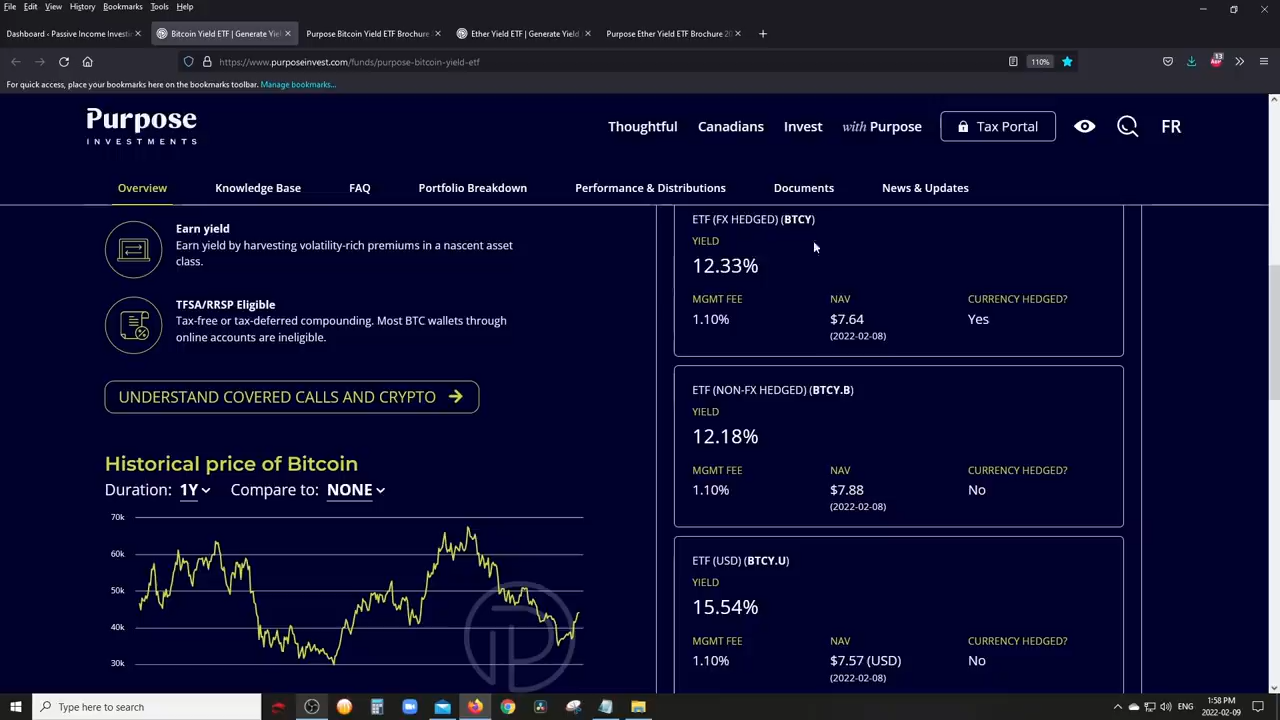 File Edit View History Bookmarks Tools Help
Dashboard ‹ Passive Income Investi
Bitcoin Yield ETF | Generate Yiel
Purpose Bitcoin Yield ETF Brochure
Ether Yield ETF | Generate Yield
Purpose Ether Yield ETF Brochure 20
https://www.purposeinvest.com/funds/purpose-bitcoin-yield-etf
110%
13
ABP
For quick access, place your bookmarks here on the bookmarks toolbar. Manage bookmarks...
Purpose
INVESTMENTS
Thoughtful Canadians Invest with Purpose
Tax Portal
FR
Overview Knowledge Base FAQ Portfolio Breakdown Performance & Distributions Documents News & Updates
Earn yield
Earn yield by harvesting volatility-rich premiums in a nascent asset
class.
TFSA/RRSP Eligible
Tax-free or tax-deferred compounding. Most BTC wallets through
online accounts are ineligible.
UNDERSTAND COVERED CALLS AND CRYPTO
Historical price of Bitcoin
Duration: 1Y Compare to: NONE
70k
60k
50k
40k
30k
ETF (FX HEDGED) (BTCY)
YIELD
12.33%
MGMT FEE NAV CURRENCY HEDGED?
1.10% $7.64 Yes
(2022-02-08)
ETF (NON-FX HEDGED) (BTCY.B)
YIELD
12.18%
MGMT FEE NAV CURRENCY HEDGED?
1.10% $7.88 No
(2022-02-08)
ETF (USD) (BTCY.U)
YIELD
15.54%
MGMT FEE NAV CURRENCY HEDGED?
1.10% $7.57 (USD) No
(2022-02-08)
Type here to search
ENG
1:58 PM
2022-02-09